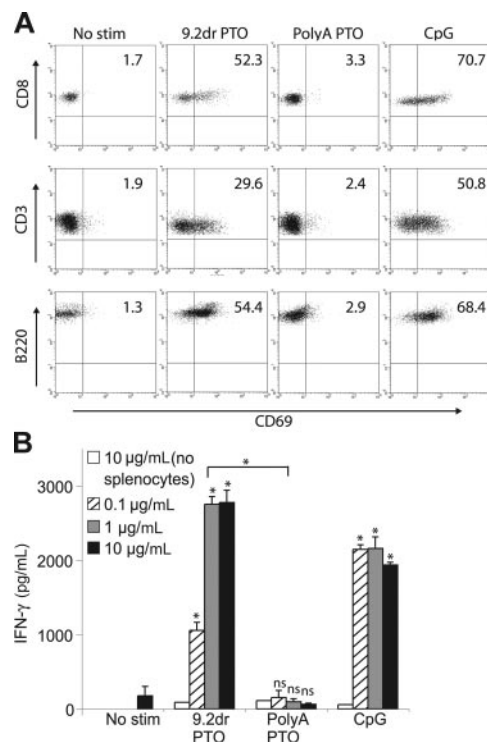 A
No stim 9.2dr PTO PolyA PTO CpG
CD8
1.7 52.3 3.3 70.7
CD3
1.9 29.6 2.4 50.8
B220
1.3 54.4 2.9 68.4
CD69
B
10 µg/mL(no
splenocytes)
0.1 µg/mL
1 µg/mL
10 µg/mL
*
* *
*
ns ns ns
* * *
IFN-γ (pg/mL)
3000
2000
1000
0
No stim 9.2dr PolyA CpG
PTO PTO